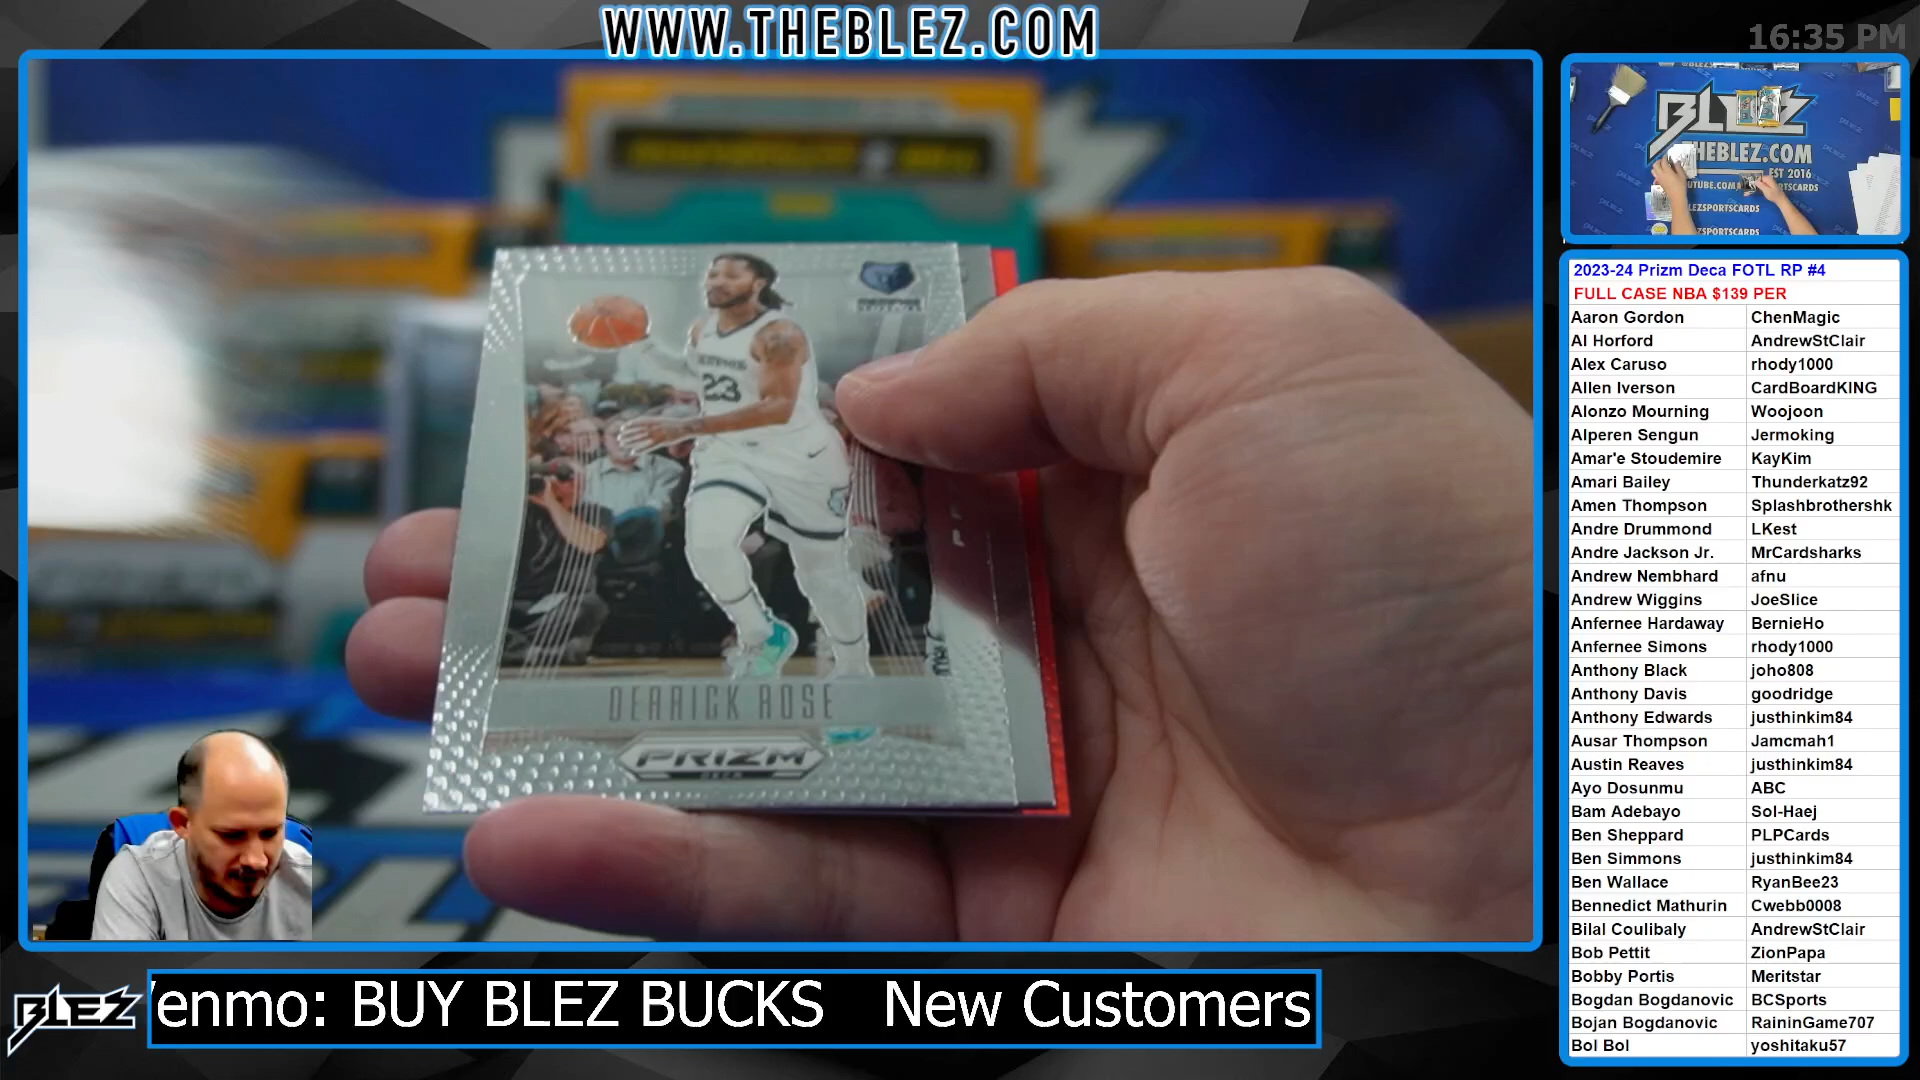 WWW.THEBLEZ.COM
16:35 PM
BLEZ
THEBLEZ.COM
EST 2016
LEZSPORTSCARDS
2023-24 Prizm Deca FOTL RP #4
FULL CASE NBA $139 PER
Aaron Gordon ChenMagic
Al Horford AndrewStClair
Alex Caruso rhody1000
Allen Iverson CardBoardKING
Alonzo Mourning Woojoon
Alperen Sengun Jermoking
Amar'e Stoudemire KayKim
Amari Bailey Thunderkatz92
Amen Thompson Splashbrothershk
Andre Drummond LKest
Andre Jackson Jr. MrCardsharks
Andrew Nembhard afnu
Andrew Wiggins JoeSlice
Anfernee Hardaway BernieHo
Anfernee Simons rhody1000
Anthony Black joho808
Anthony Davis goodridge
Anthony Edwards justhinkim84
Ausar Thompson Jamcmah1
Austin Reaves justhinkim84
Ayo Dosunmu ABC
Bam Adebayo Sol-Haej
Ben Sheppard PLPCards
Ben Simmons justhinkim84
Ben Wallace RyanBee23
Bennedict Mathurin Cwebb0008
Bilal Coulibaly AndrewStClair
Bob Pettit ZionPapa
Bobby Portis Meritstar
Bogdan Bogdanovic BCSports
Bojan Bogdanovic RaininGame707
Bol Bol yoshitaku57
23
DERRICK ROSE
PRIZM
DECA
BLEZ
enmo: BUY BLEZ BUCKS New Customers